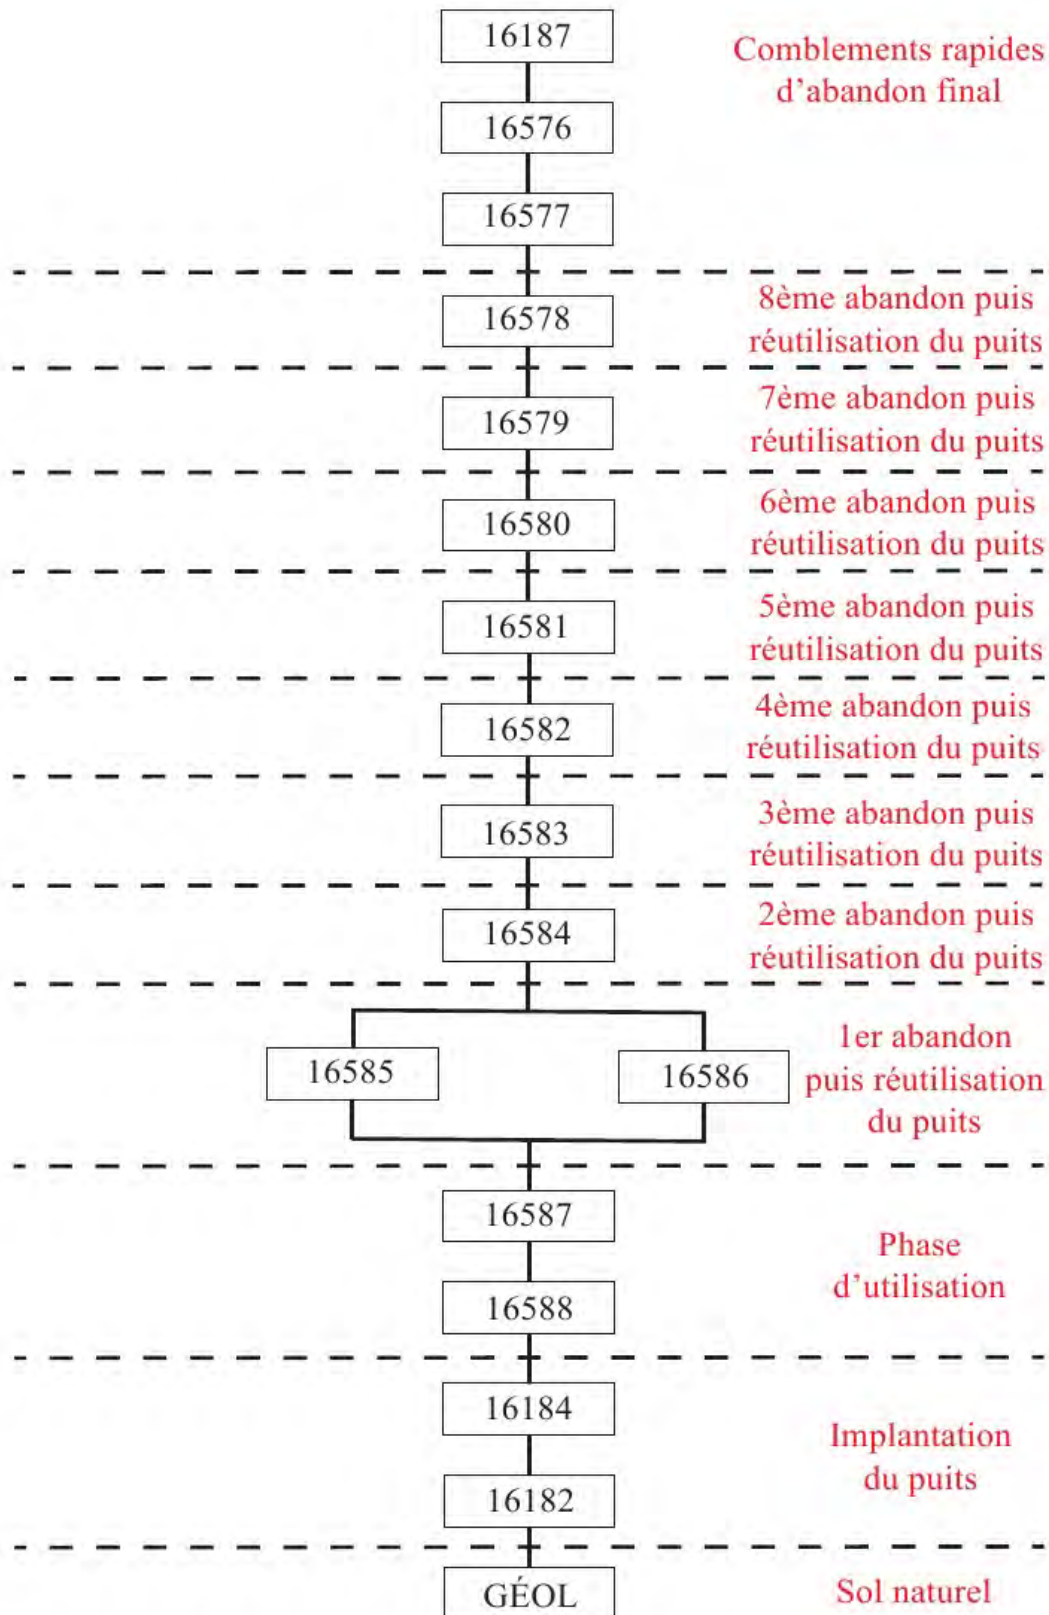 16187
Comblements rapides
d'abandon final
16576
16577
16578
8ème abandon puis
réutilisation du puits
16579
7ème abandon puis
réutilisation du puits
16580
6ème abandon puis
réutilisation du puits
16581
5ème abandon puis
réutilisation du puits
16582
4ème abandon puis
réutilisation du puits
16583
3ème abandon puis
réutilisation du puits
16584
2ème abandon puis
réutilisation du puits
16585
16586
1er abandon
puis réutilisation
du puits
16587
16588
Phase
d'utilisation
16184
16182
Implantation
du puits
GÉOL
Sol naturel